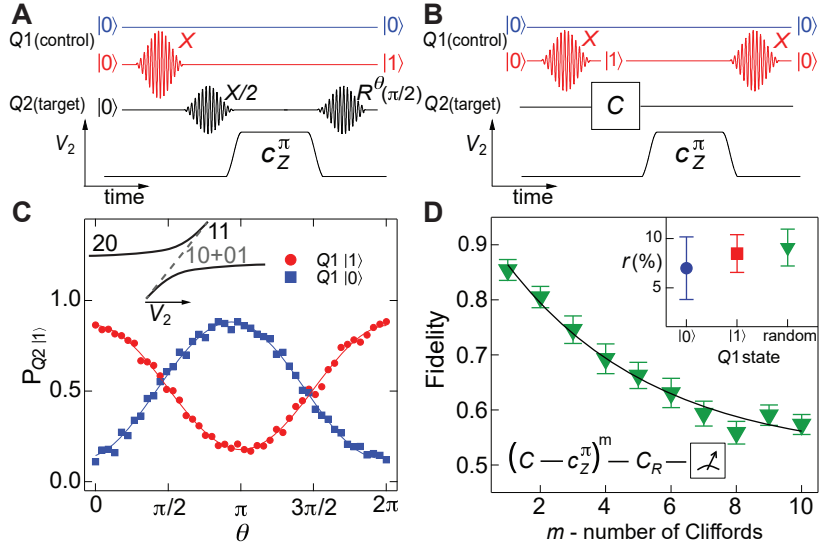 A
|0⟩ |0⟩
Q1(control) X
|0⟩ |1⟩
X/2 R^θ(π/2)
Q2(target) |0⟩
V_2 c_Z^π
time
B
|0⟩ |0⟩
Q1(control) X X
|0⟩ |1⟩ |0⟩
Q2(target) C
V_2 c_Z^π
time
C
20 11
10+01
V_2
Q1 |1⟩
Q1 |0⟩
1.0
0.5
0.0
P_Q2 |1⟩
0 π/2 π 3π/2 2π
θ
D
0.9
0.8
0.7
0.6
0.5
Fidelity
10
r(%)
5
|0⟩ |1⟩ random
Q1 state
(C — c_Z^π)^m — C_R —
2 4 6 8 10
m - number of Cliffords